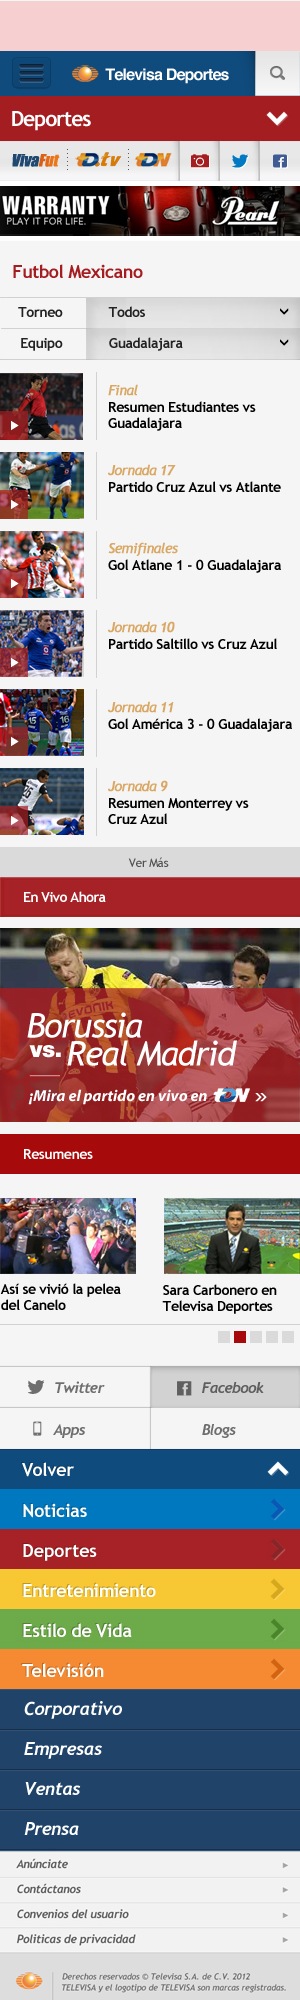 Televisa Deportes
Deportes
VivaFut
tD.tv
tDN
WARRANTY
PLAY IT FOR LIFE.
Pearl
Futbol Mexicano
Torneo
Todos
Equipo
Guadalajara
Final
Resumen Estudiantes vs
Guadalajara
Jornada 17
Partido Cruz Azul vs Atlante
Semifinales
Gol Atlane 1 - 0 Guadalajara
Jornada 10
Partido Saltillo vs Cruz Azul
Jornada 11
Gol América 3 - 0 Guadalajara
Jornada 9
Resumen Monterrey vs
Cruz Azul
Ver Más
En Vivo Ahora
Borussia
vs. Real Madrid
¡Mira el partido en vivo en tDN »
Resumenes
Así se vivió la pelea
del Canelo
Sara Carbonero en
Televisa Deportes
Twitter
Facebook
Apps
Blogs
Volver
Noticias
Deportes
Entretenimiento
Estilo de Vida
Televisión
Corporativo
Empresas
Ventas
Prensa
Anúnciate
Contáctanos
Convenios del usuario
Politicas de privacidad
Derechos reservados © Televisa S.A. de C.V. 2012
TELEVISA y el logotipo de TELEVISA son marcas registradas.